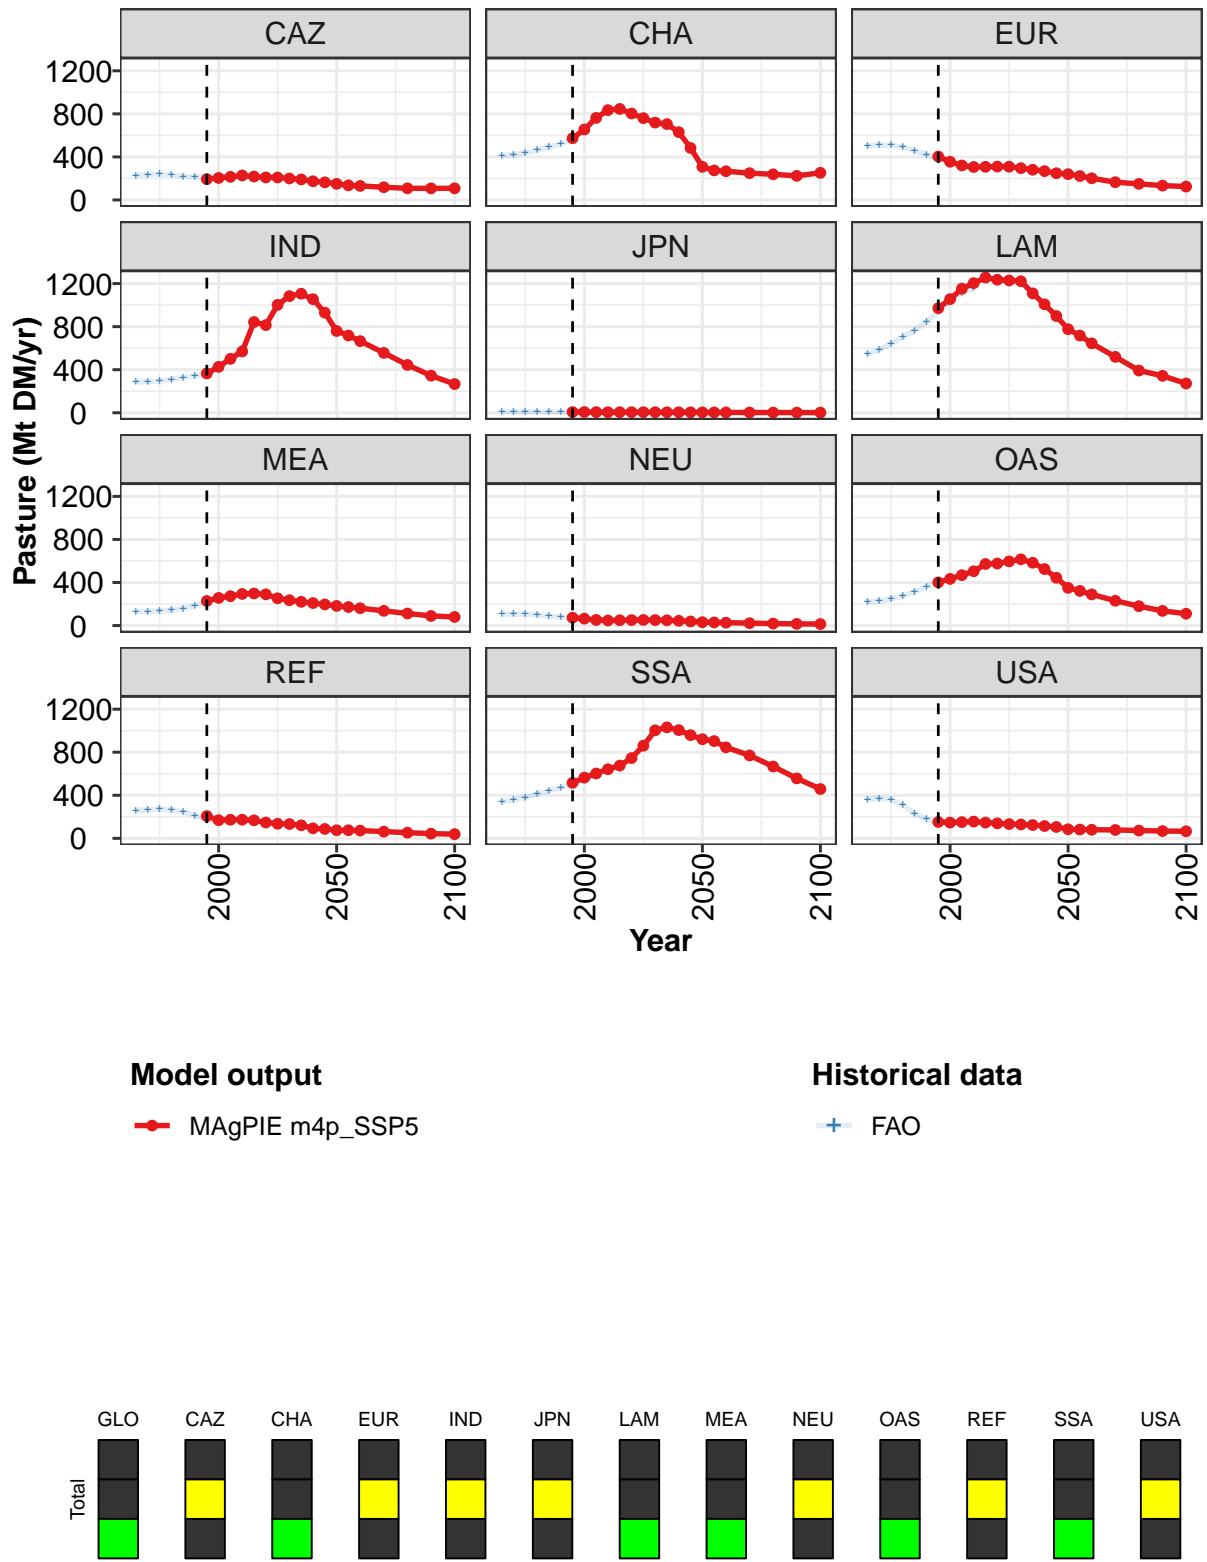 CAZ CHA EUR
1200
800
400
0
IND JPN LAM
1200
800
400
0
Pasture (Mt DM/yr)
MEA NEU OAS
1200
800
400
0
REF SSA USA
1200
800
400
0
2000 2050 2100 2000 2050 2100 2000 2050 2100
Year
Model output Historical data
MAgPIE m4p_SSP5 FAO
GLO CAZ CHA EUR IND JPN LAM MEA NEU OAS REF SSA USA
Total